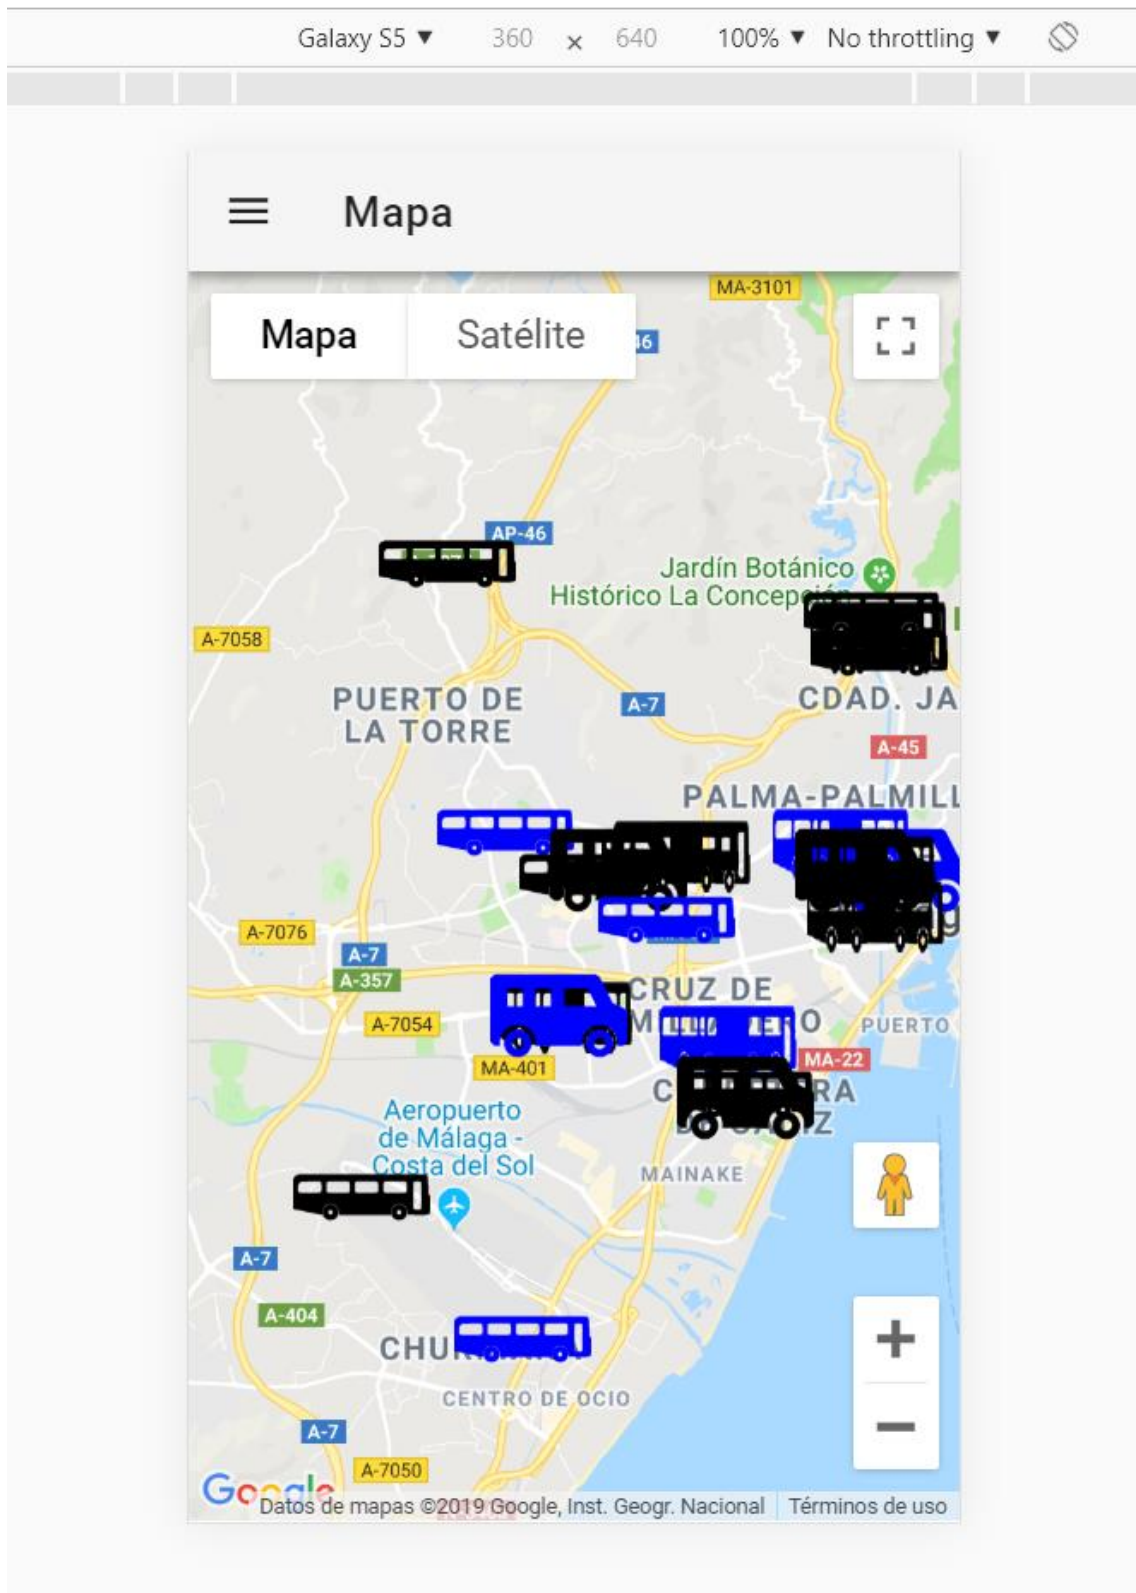 Galaxy S5 ▼ 360 × 640 100% ▼ No throttling ▼
Mapa
MA-3101
Mapa Satélite
AP-46
Jardín Botánico
Histórico La Concepción
A-7058
PUERTO DE
LA TORRE
A-7
CDAD. JA
A-45
PALMA-PALMILL
A-7076
A-7
A-357
CRUZ DE
A-7054
PUERTO
MA-401
MA-22
Aeropuerto
de Málaga -
Costa del Sol
MAINAKE
A-7
A-404
CENTRO DE OCIO
A-7
A-7050
Google
Datos de mapas ©2019 Google, Inst. Geogr. Nacional Términos de uso